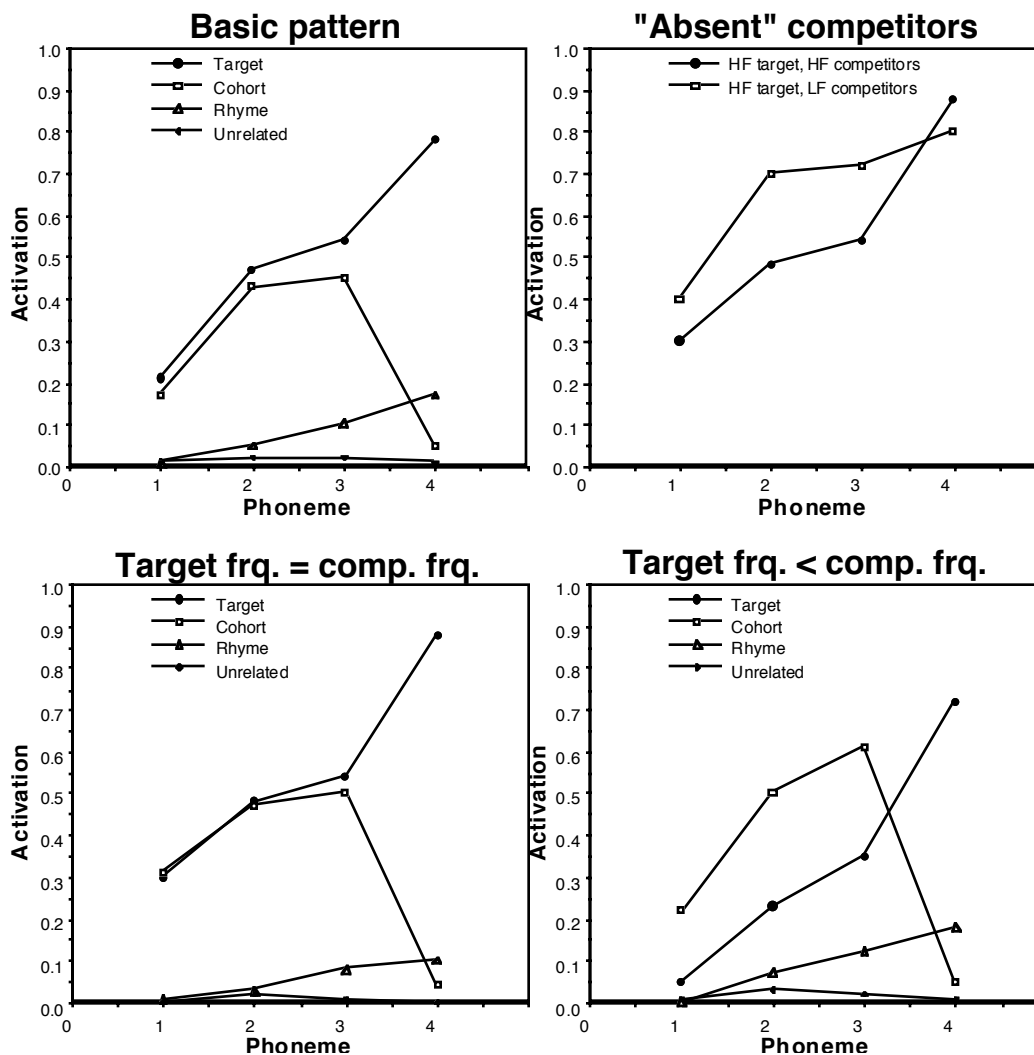 Basic pattern
Target
Cohort
Rhyme
Unrelated
1.0
0.9
0.8
0.7
0.6
0.5
0.4
0.3
0.2
0.1
0.0
Activation
0
1
2
3
4
Phoneme
"Absent" competitors
HF target, HF competitors
HF target, LF competitors
1.0
0.9
0.8
0.7
0.6
0.5
0.4
0.3
0.2
0.1
0.0
Activation
0
1
2
3
4
Phoneme
Target frq. = comp. frq.
Target
Cohort
Rhyme
Unrelated
1.0
0.9
0.8
0.7
0.6
0.5
0.4
0.3
0.2
0.1
0.0
Activation
0
1
2
3
4
Phoneme
Target frq. < comp. frq.
Target
Cohort
Rhyme
Unrelated
1.0
0.9
0.8
0.7
0.6
0.5
0.4
0.3
0.2
0.1
0.0
Activation
0
1
2
3
4
Phoneme